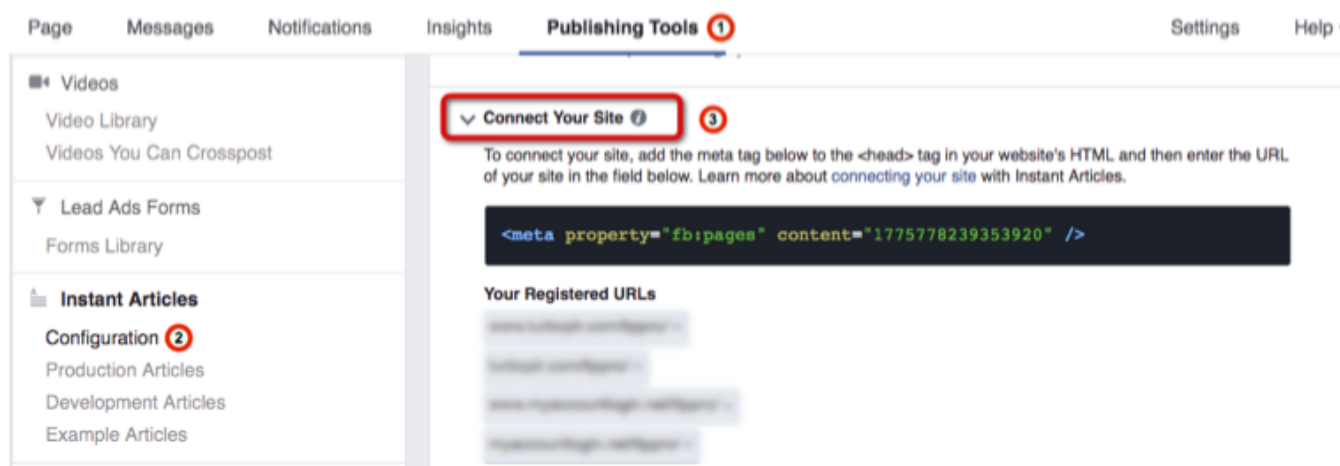 Page Messages Notifications Insights Publishing Tools 1 Settings Help
Videos
Video Library
Videos You Can Crosspost
Lead Ads Forms
Forms Library
Instant Articles
Configuration 2
Production Articles
Development Articles
Example Articles
Connect Your Site i 3
To connect your site, add the meta tag below to the <head> tag in your website's HTML and then enter the URL
of your site in the field below. Learn more about connecting your site with Instant Articles.
<meta property="fb:pages" content="1775778239353920" />
Your Registered URLs